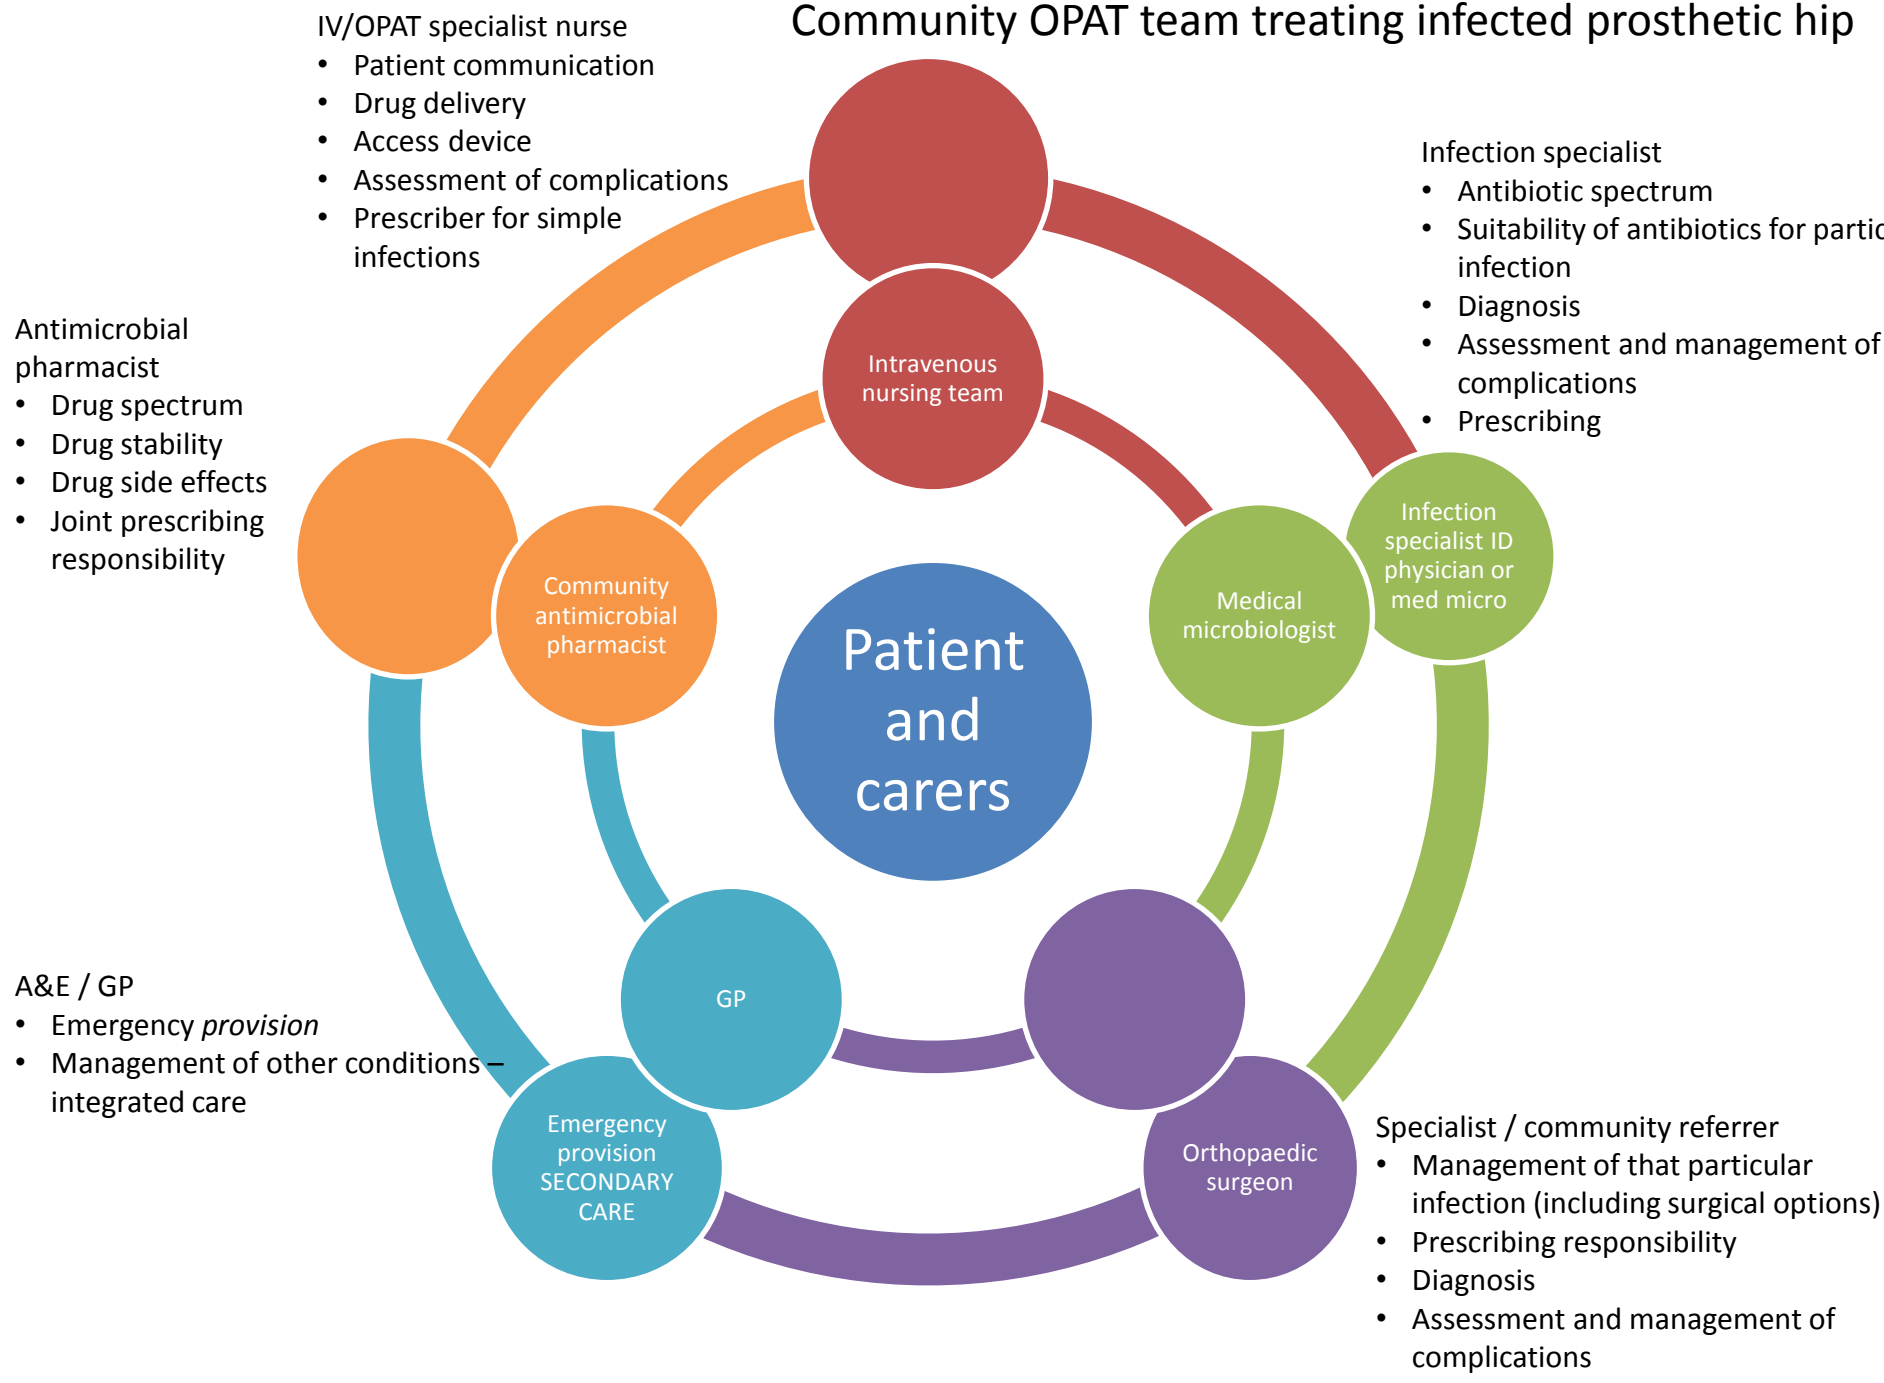 Community OPAT team treating infected prosthetic hip
IV/OPAT specialist nurse
• Patient communication
• Drug delivery
• Access device
• Assessment of complications
• Prescriber for simple
infections
Infection specialist
• Antibiotic spectrum
• Suitability of antibiotics for partic
infection
• Diagnosis
• Assessment and management of
complications
• Prescribing
Antimicrobial
pharmacist
• Drug spectrum
• Drug stability
• Drug side effects
• Joint prescribing
responsibility
Intravenous
nursing team
Infection
specialist ID
physician or
med micro
Community
antimicrobial
pharmacist
Medical
microbiologist
Patient
and
carers
GP
A&E / GP
• Emergency provision
• Management of other conditions –
integrated care
Emergency
provision
SECONDARY
CARE
Orthopaedic
surgeon
Specialist / community referrer
• Management of that particular
infection (including surgical options)
• Prescribing responsibility
• Diagnosis
• Assessment and management of
complications